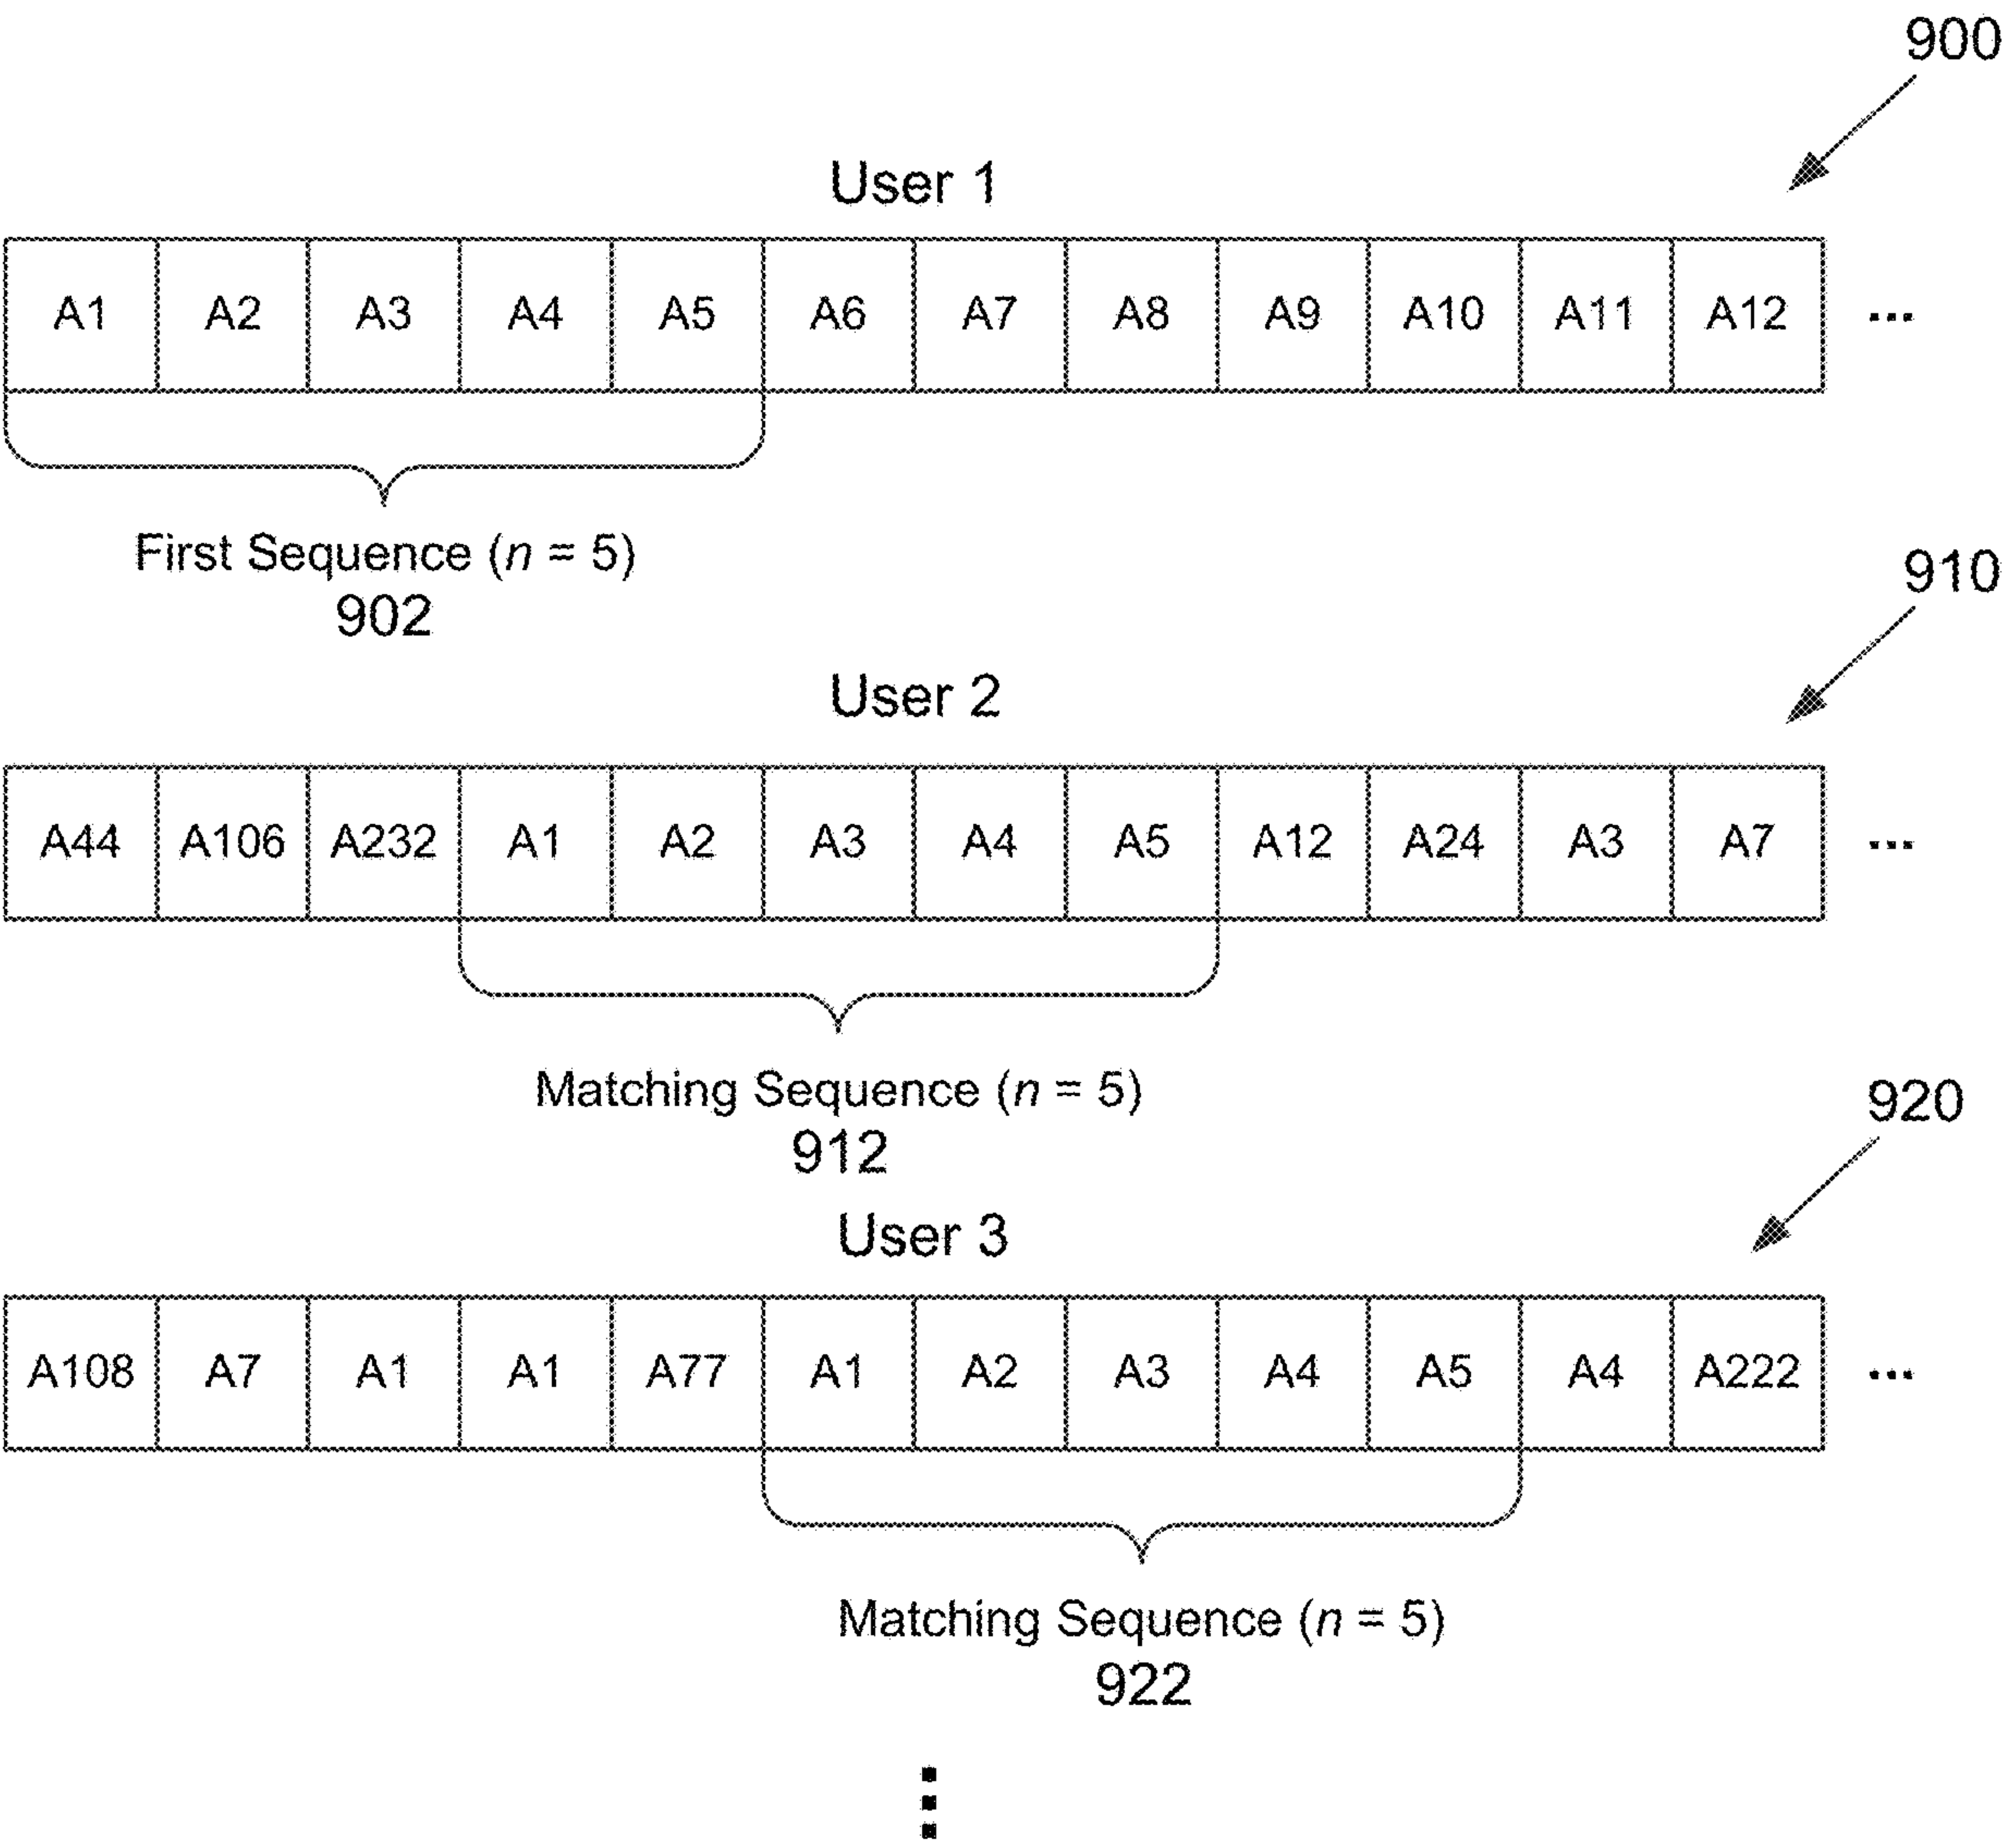 900
User 1
A1 A2 A3 A4 A5 A6 A7 A8 A9 A10 A11 A12 ...
First Sequence (n = 5)
902
910
User 2
A44 A106 A232 A1 A2 A3 A4 A5 A12 A24 A3 A7 ...
Matching Sequence (n = 5)
912
920
User 3
A108 A7 A1 A1 A77 A1 A2 A3 A4 A5 A4 A222 ...
Matching Sequence (n = 5)
922